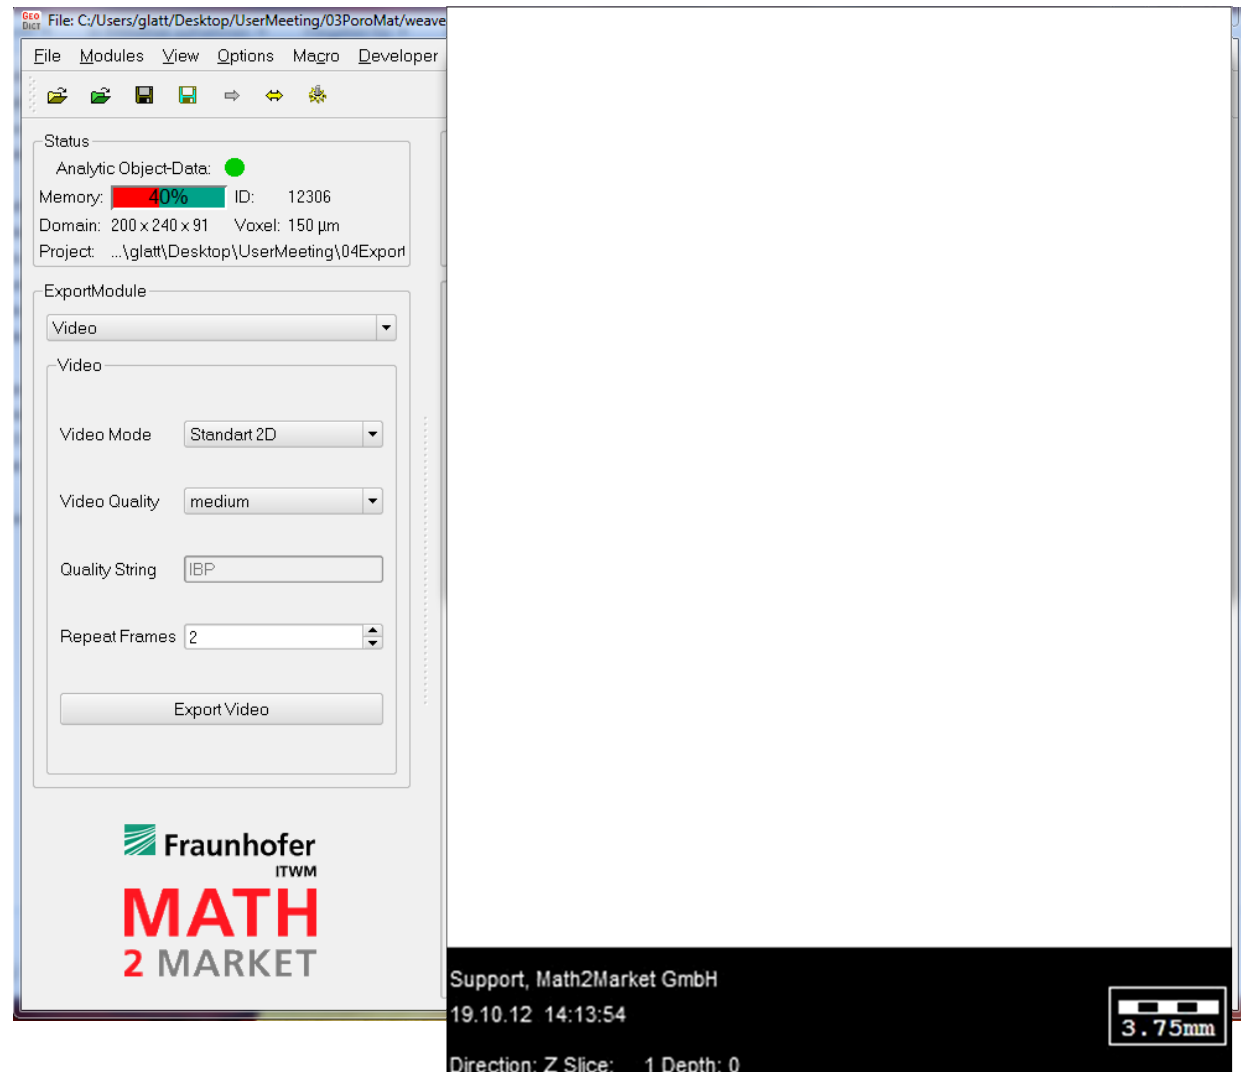 GEO DICT File: C:/Users/glatt/Desktop/UserMeeting/03PoroMat/weave
File Modules View Options Macro Developer
Status
Analytic Object-Data:
Memory: 40% ID: 12306
Domain: 200 x 240 x 91 Voxel: 150 µm
Project: ...\glatt\Desktop\UserMeeting\04Export
ExportModule
Video
Video
Video Mode Standart 2D
Video Quality medium
Quality String IBP
Repeat Frames 2
Export Video
Fraunhofer
ITWM
MATH
2 MARKET
Support, Math2Market GmbH
19.10.12 14:13:54
3.75mm
Direction: Z Slice: 1 Depth: 0